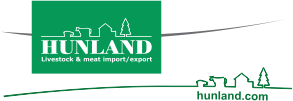 HUNLAND
Livestock & meat import/export
hunland.com